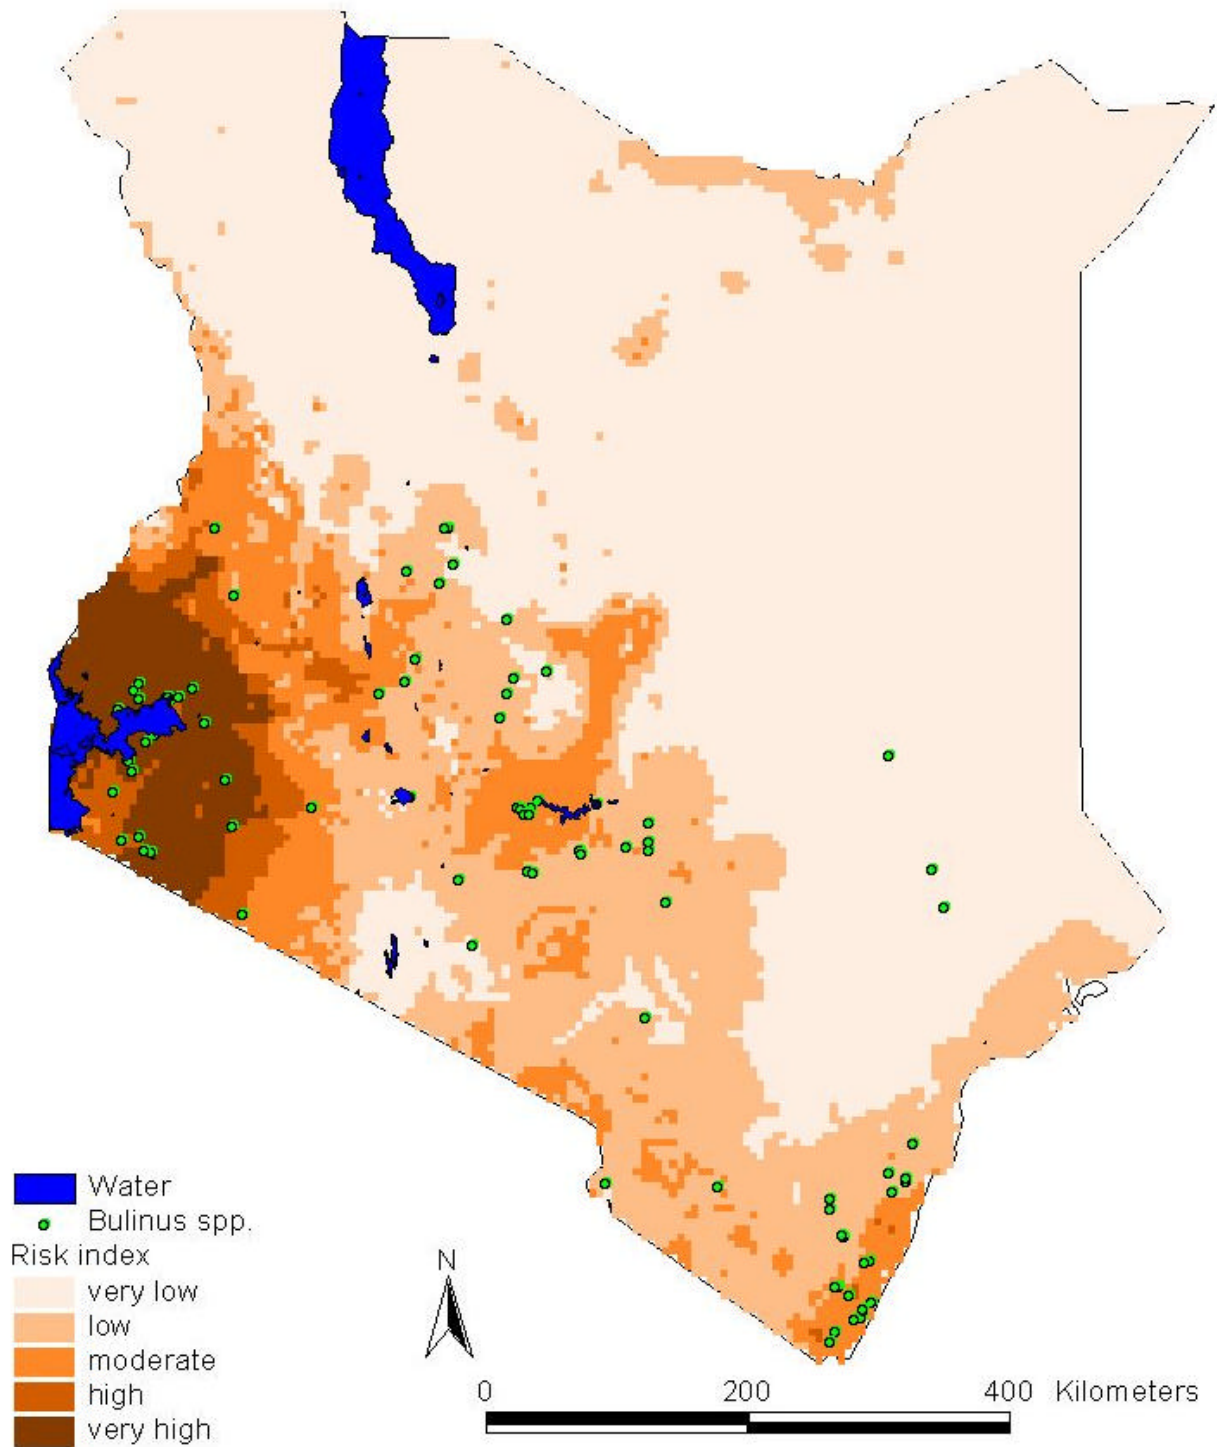 Water
Bulinus spp.
Risk index
very low
low
moderate
high
very high
N
0 200 400 Kilometers